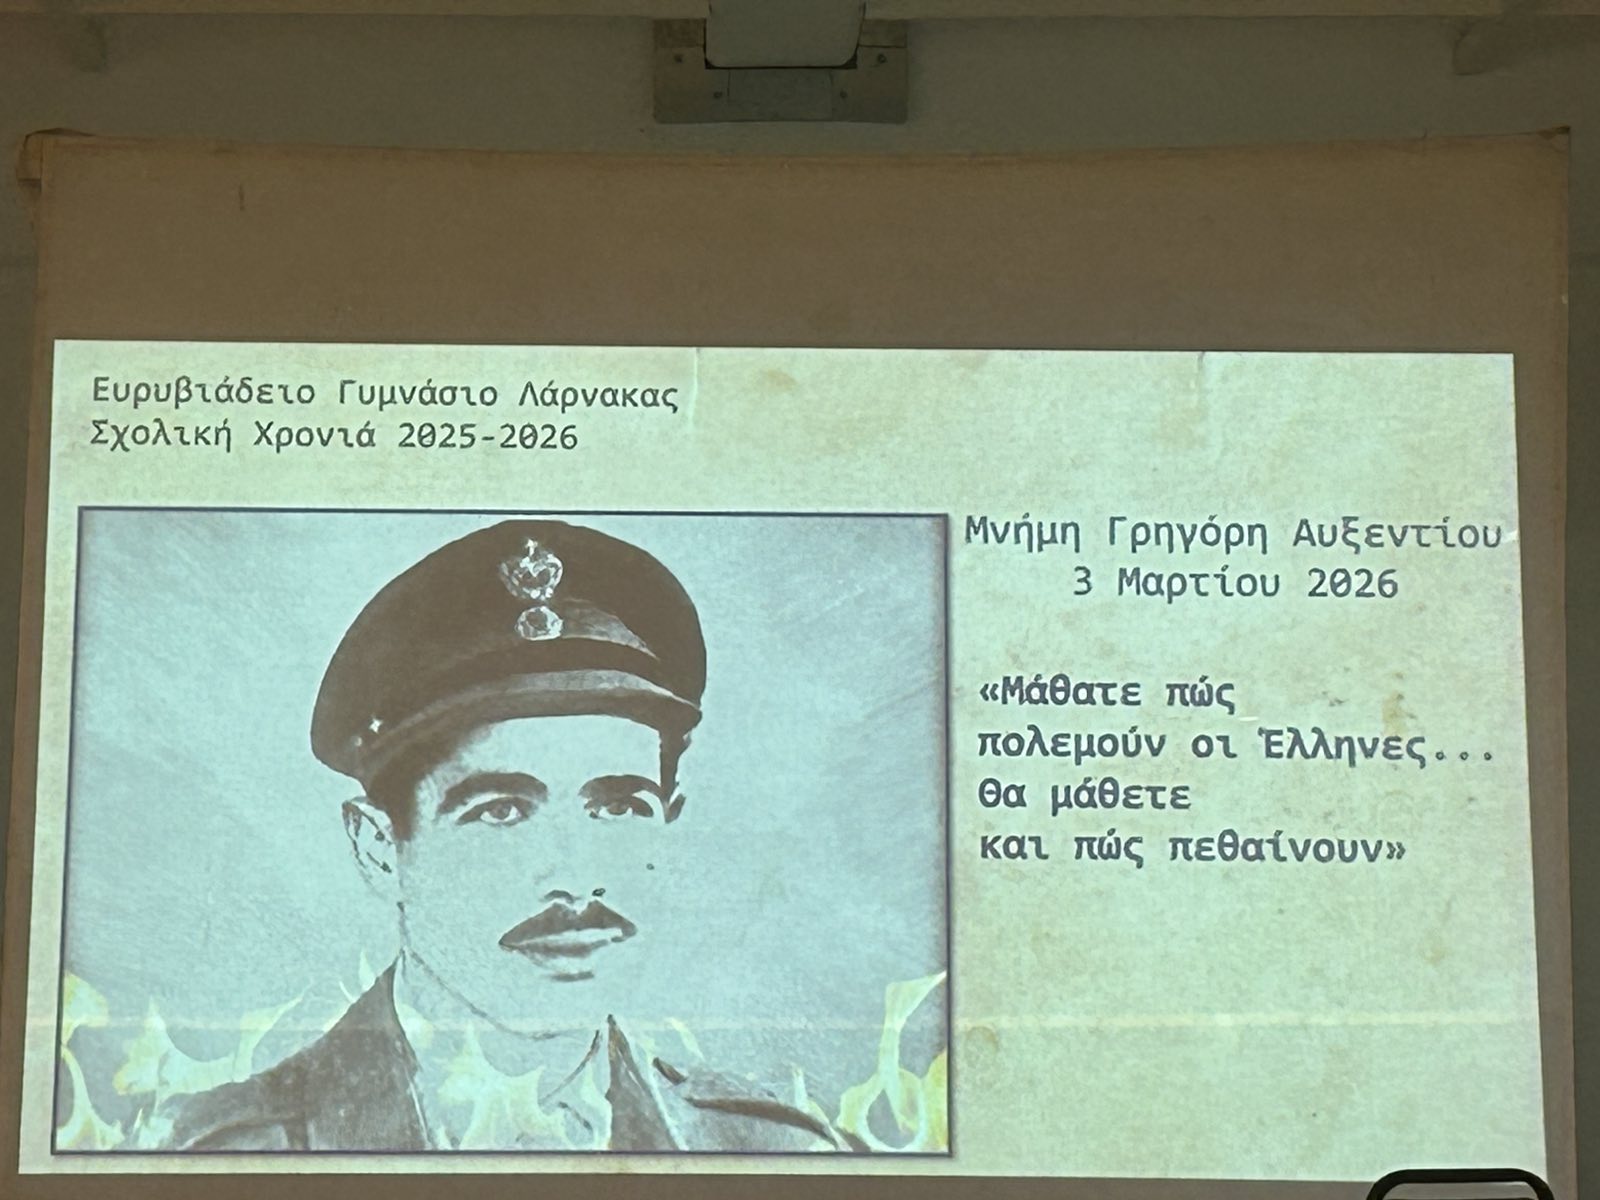 Ευρυβιάδειο Γυμνάσιο Λάρνακας
Σχολική Χρονιά 2025-2026
Μνήμη Γρηγόρη Αυξεντίου
3 Μαρτίου 2026
«Μάθατε πώς
πολεμούν οι Έλληνες...
θα μάθετε
και πώς πεθαίνουν»